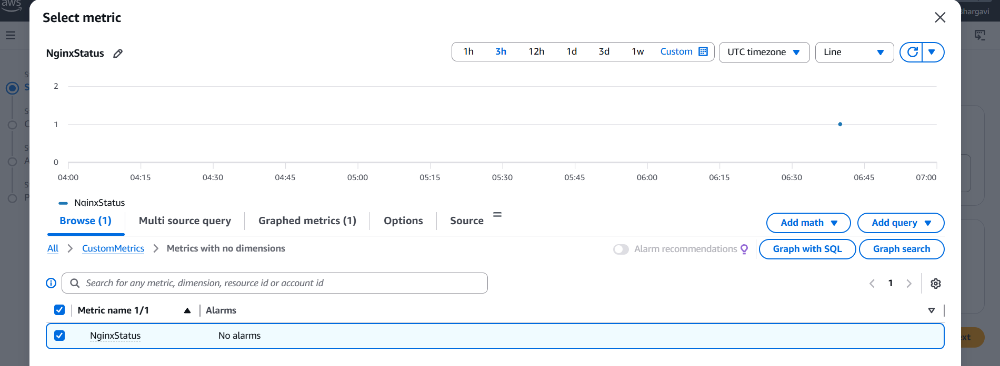 aws
Select metric
Bhargavi
NginxStatus
1h 3h 12h 1d 3d 1w Custom UTC timezone Line
2
1
0
04:00 04:15 04:30 04:45 05:00 05:15 05:30 05:45 06:00 06:15 06:30 06:45 07:00
NginxStatus
Browse (1) Multi source query Graphed metrics (1) Options Source Add math Add query
All CustomMetrics Metrics with no dimensions Alarm recommendations Graph with SQL Graph search
Search for any metric, dimension, resource id or account id 1
Metric name 1/1 Alarms
NginxStatus No alarms